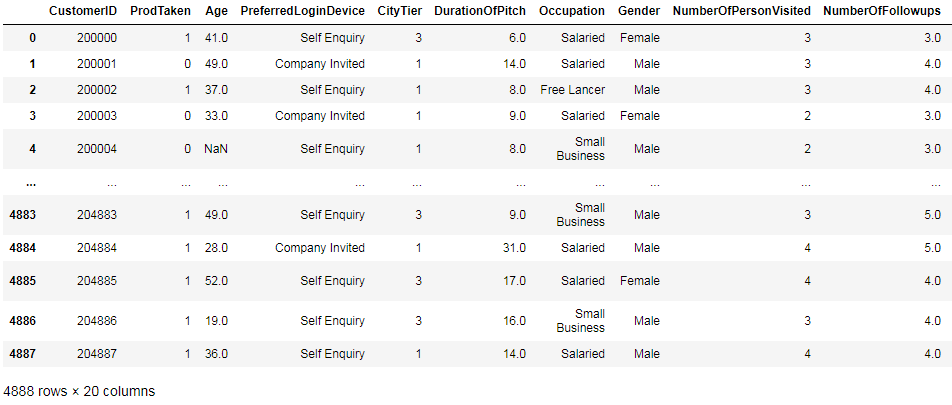 CustomerID ProdTaken Age PreferredLoginDevice CityTier DurationOfPitch Occupation Gender NumberOfPersonVisited NumberOfFollowups
0 200000 1 41.0 Self Enquiry 3 6.0 Salaried Female 3 3.0
1 200001 0 49.0 Company Invited 1 14.0 Salaried Male 3 4.0
2 200002 1 37.0 Self Enquiry 1 8.0 Free Lancer Male 3 4.0
3 200003 0 33.0 Company Invited 1 9.0 Salaried Female 2 3.0
4 200004 0 NaN Self Enquiry 1 8.0 Small Business Male 2 3.0
... ... ... ... ... ... ... ... ... ... ...
4883 204883 1 49.0 Self Enquiry 3 9.0 Small Business Male 3 5.0
4884 204884 1 28.0 Company Invited 1 31.0 Salaried Male 4 5.0
4885 204885 1 52.0 Self Enquiry 3 17.0 Salaried Female 4 4.0
4886 204886 1 19.0 Self Enquiry 3 16.0 Small Business Male 3 4.0
4887 204887 1 36.0 Self Enquiry 1 14.0 Salaried Male 4 4.0
4888 rows × 20 columns